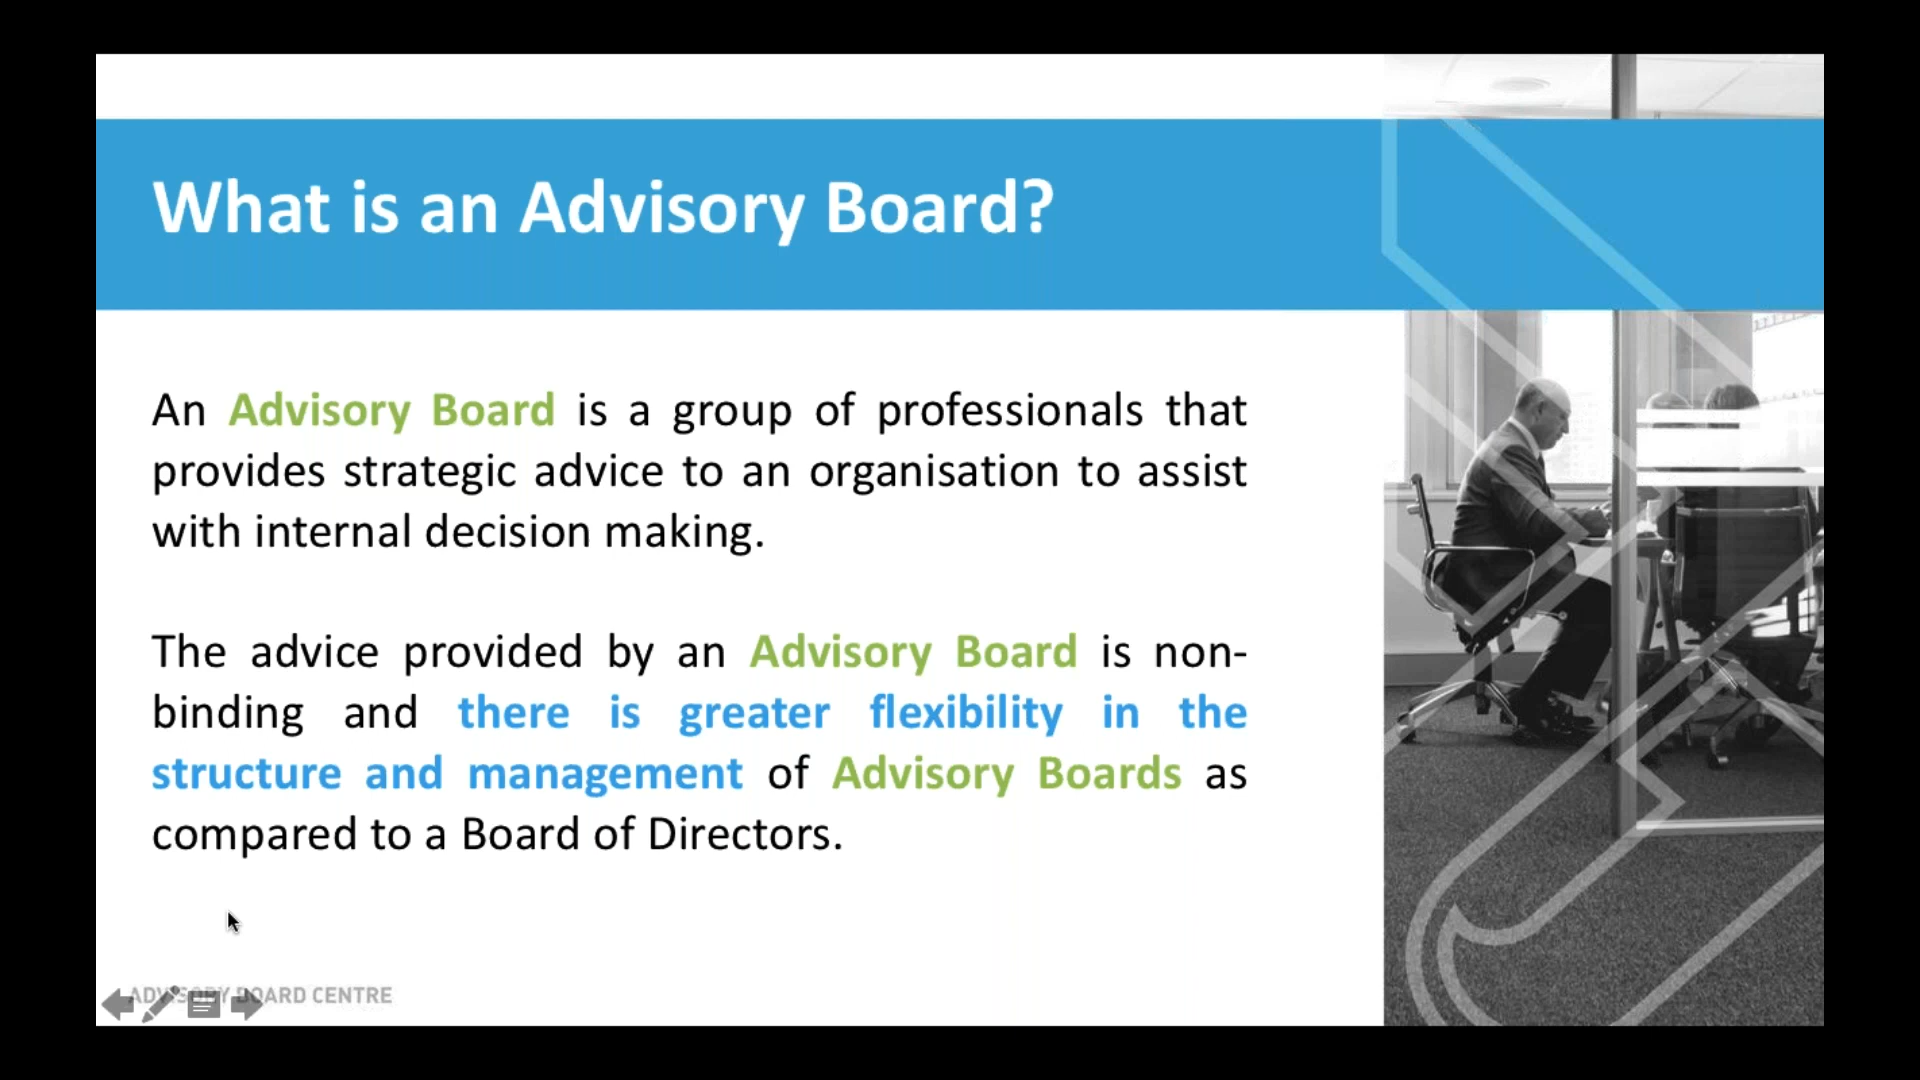 What is an Advisory Board?
An Advisory Board is a group of professionals that
provides strategic advice to an organisation to assist
with internal decision making.
The advice provided by an Advisory Board is non-
binding and there is greater flexibility in the
structure and management of Advisory Boards as
compared to a Board of Directors.
ADVISORY BOARD CENTRE